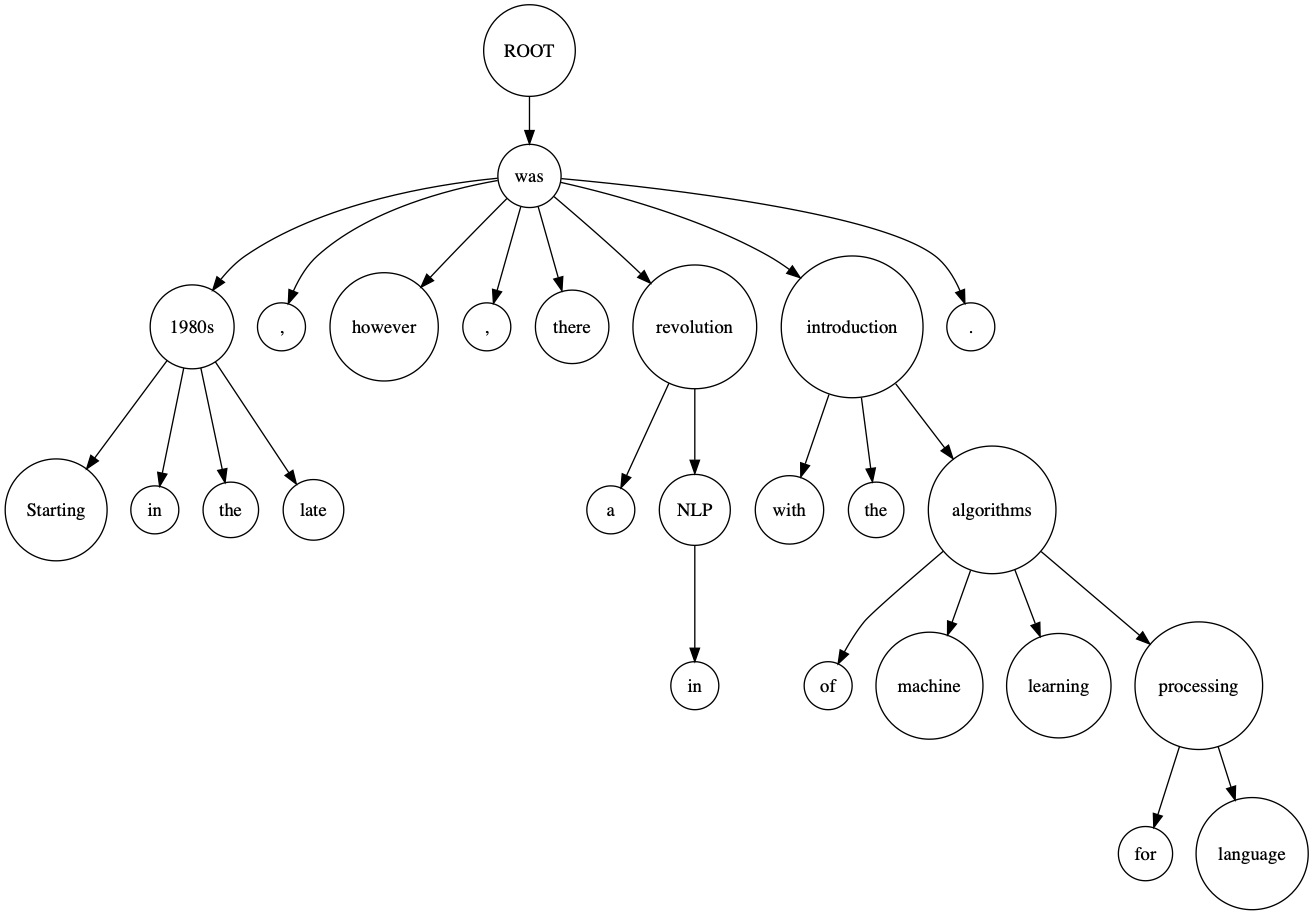 ROOT
was
1980s , however , there revolution introduction .
Starting in the late a NLP with the algorithms
in of machine learning processing
for language